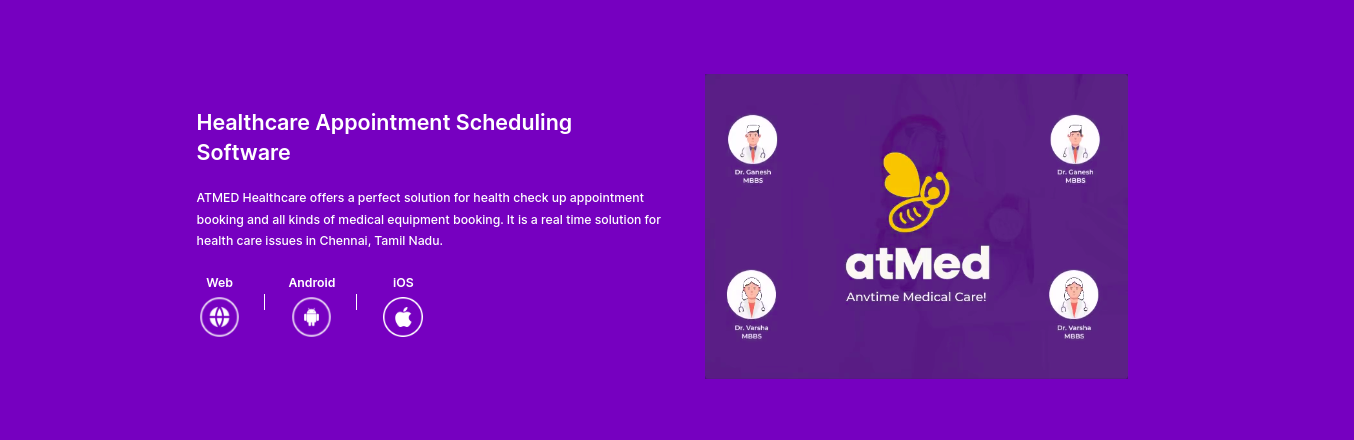 Healthcare Appointment Scheduling
Software
ATMED Healthcare offers a perfect solution for health check up appointment
booking and all kinds of medical equipment booking. It is a real time solution for
health care issues in Chennai, Tamil Nadu.
Web
Android
iOS
Dr. Ganesh
MBBS
Dr. Ganesh
MBBS
atMed
Anytime Medical Care!
Dr. Varsha
MBBS
Dr. Varsha
MBBS